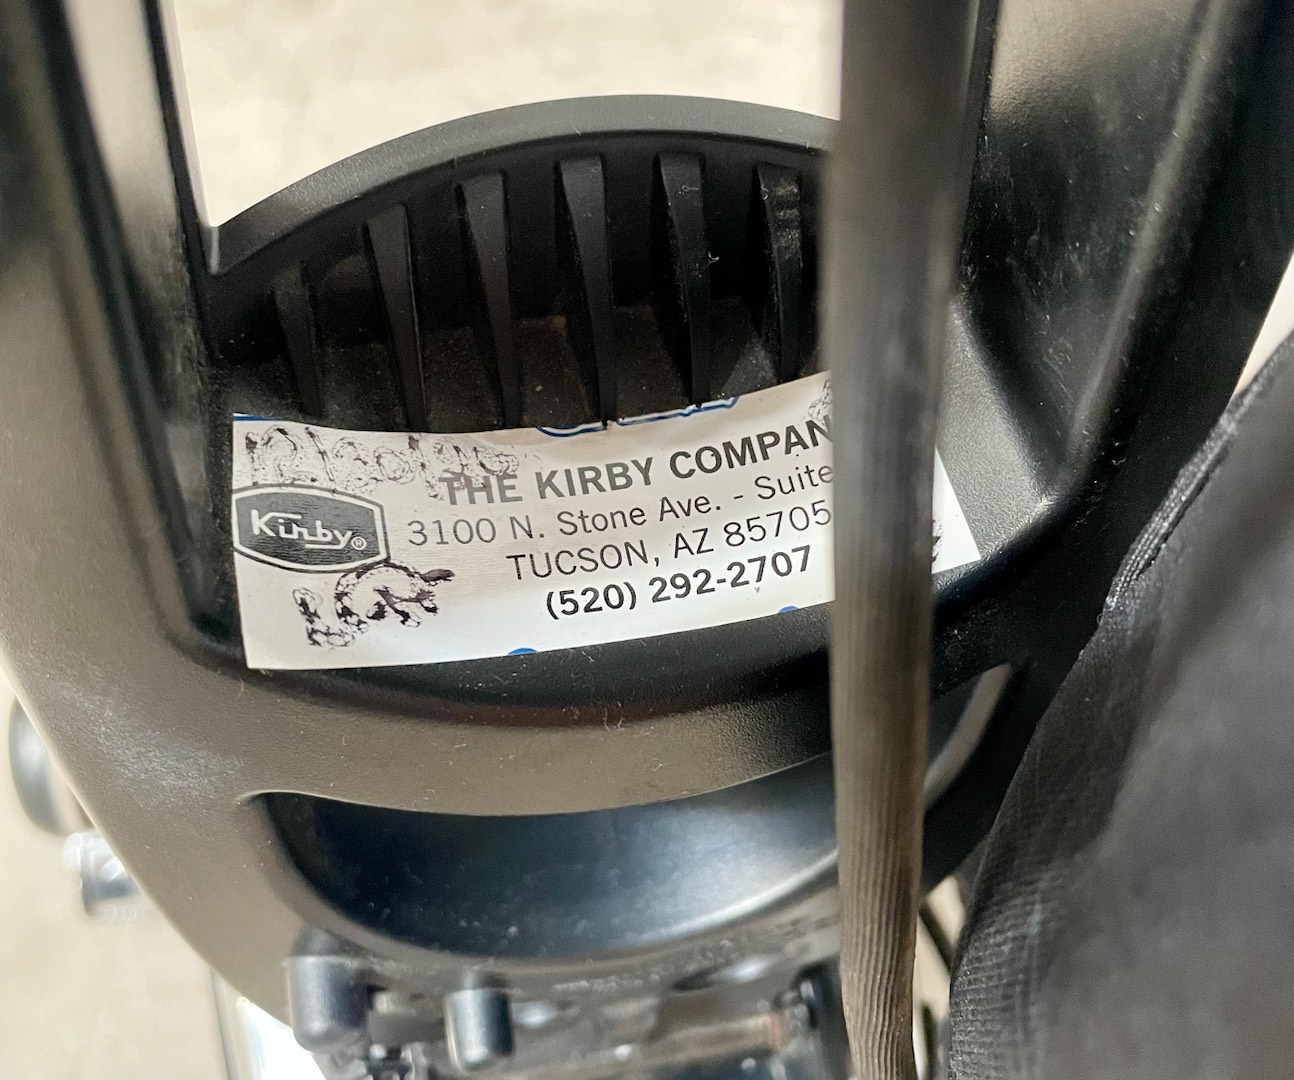 THE KIRBY COMPAN
Kirby®
3100 N. Stone Ave. - Suite
TUCSON, AZ 85705
(520) 292-2707